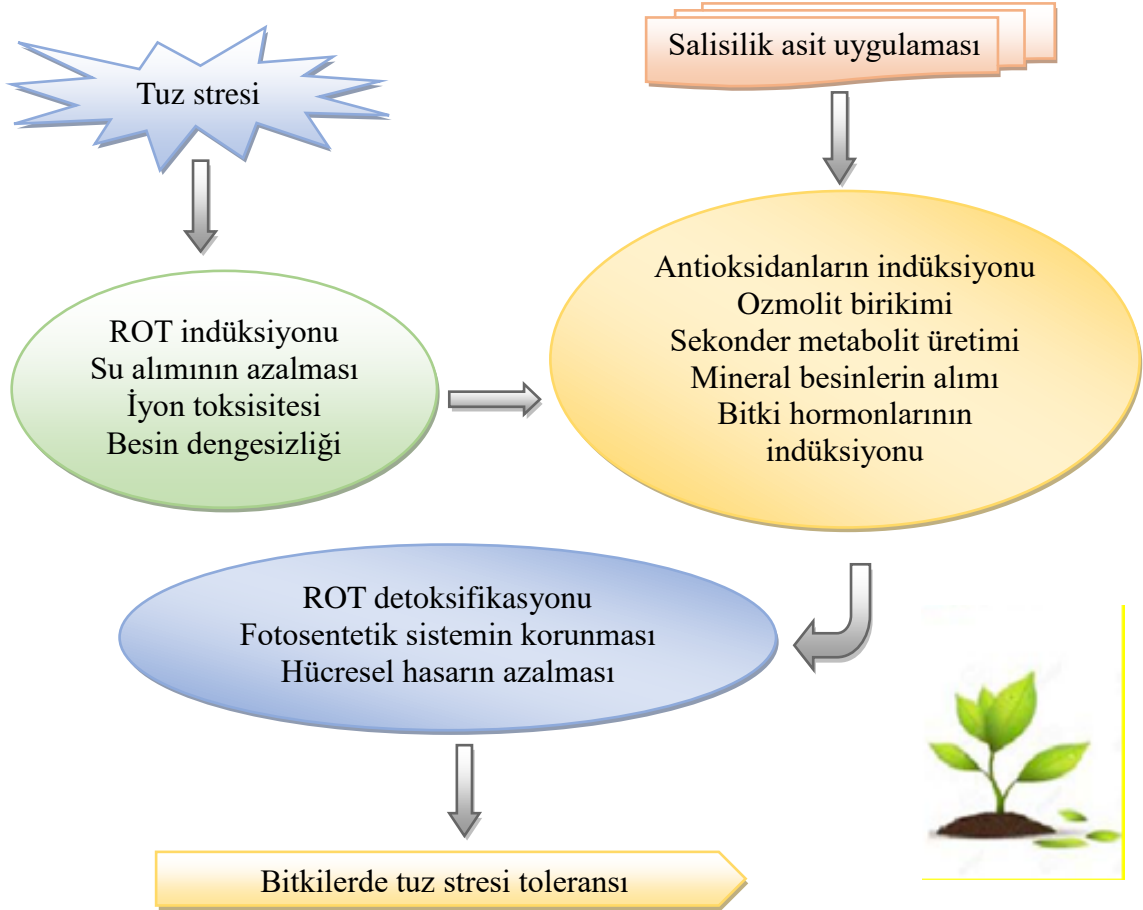 Tuz stresi
Salisilik asit uygulaması
ROT indüksiyonu
Su alımının azalması
İyon toksisitesi
Besin dengesizliği
Antioksidanların indüksiyonu
Ozmolit birikimi
Sekonder metabolit üretimi
Mineral besinlerin alımı
Bitki hormonlarının
indüksiyonu
ROT detoksifikasyonu
Fotosentetik sistemin korunması
Hücresel hasarın azalması
Bitkilerde tuz stresi toleransı